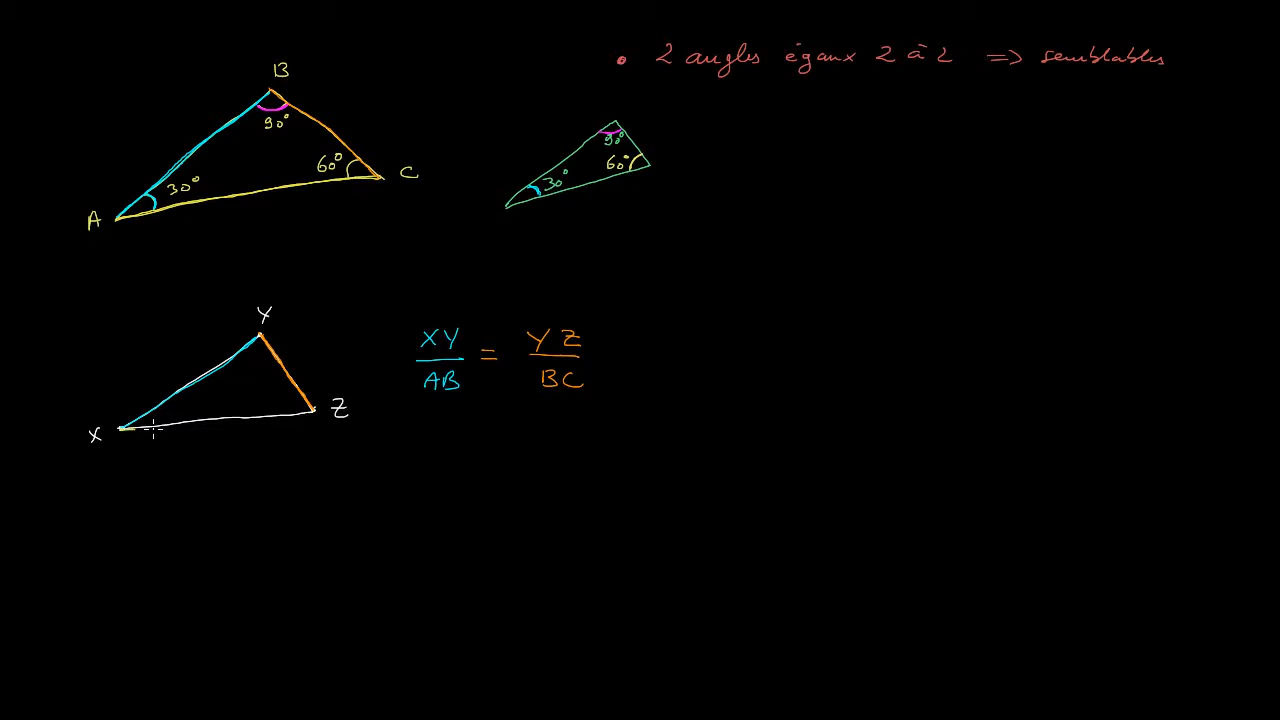 • 2 angles égaux 2 à 2 => semblables
B
90°
60°
C
30°
A
90°
60°
30°
Y
X
Z
XY/AB = YZ/BC